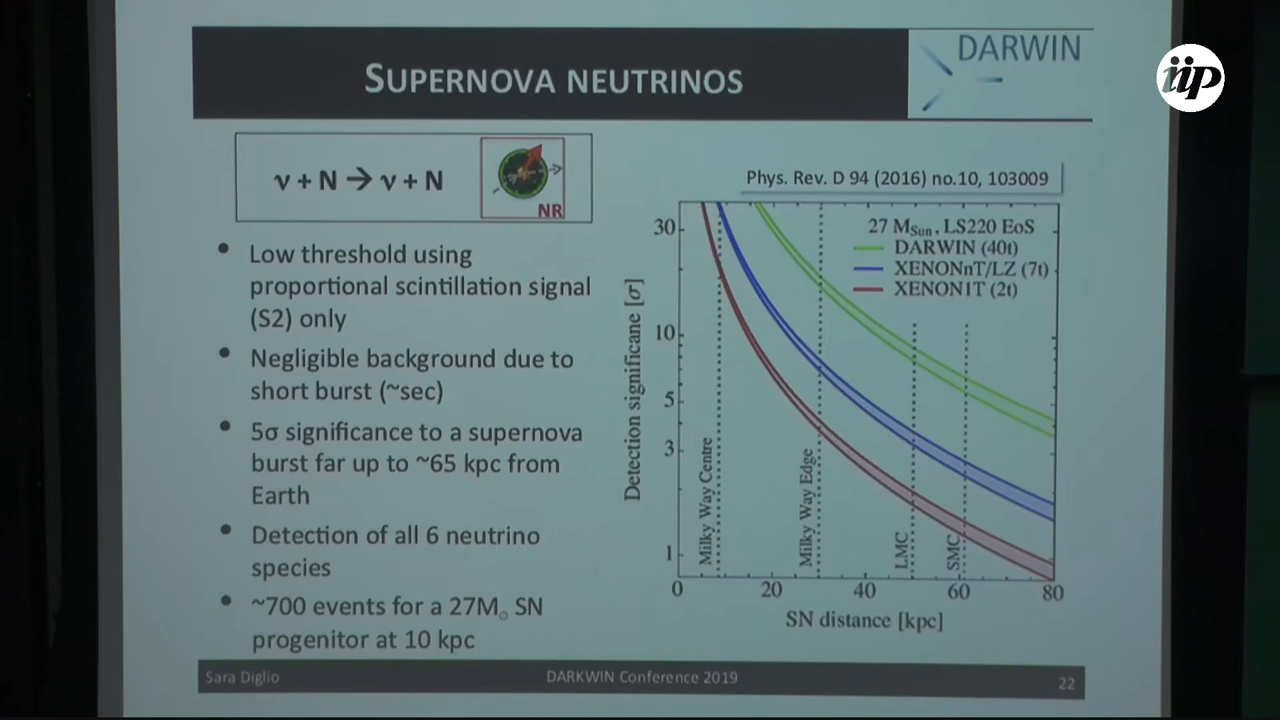 SUPERNOVA NEUTRINOS
DARWIN
iip
ν + N → ν + N
NR
• Low threshold using
proportional scintillation signal
(S2) only
• Negligible background due to
short burst (~sec)
• 5σ significance to a supernova
burst far up to ~65 kpc from
Earth
• Detection of all 6 neutrino
species
• ~700 events for a 27M☉ SN
progenitor at 10 kpc
Phys. Rev. D 94 (2016) no.10, 103009
27 MSun, LS220 EoS
DARWIN (40t)
XENONnT/LZ (7t)
XENON1T (2t)
Detection significane [σ]
30
10
5
3
1
Milky Way Centre
Milky Way Edge
LMC
SMC
0 20 40 60 80
SN distance [kpc]
Sara Diglio DARKWIN Conference 2019 22